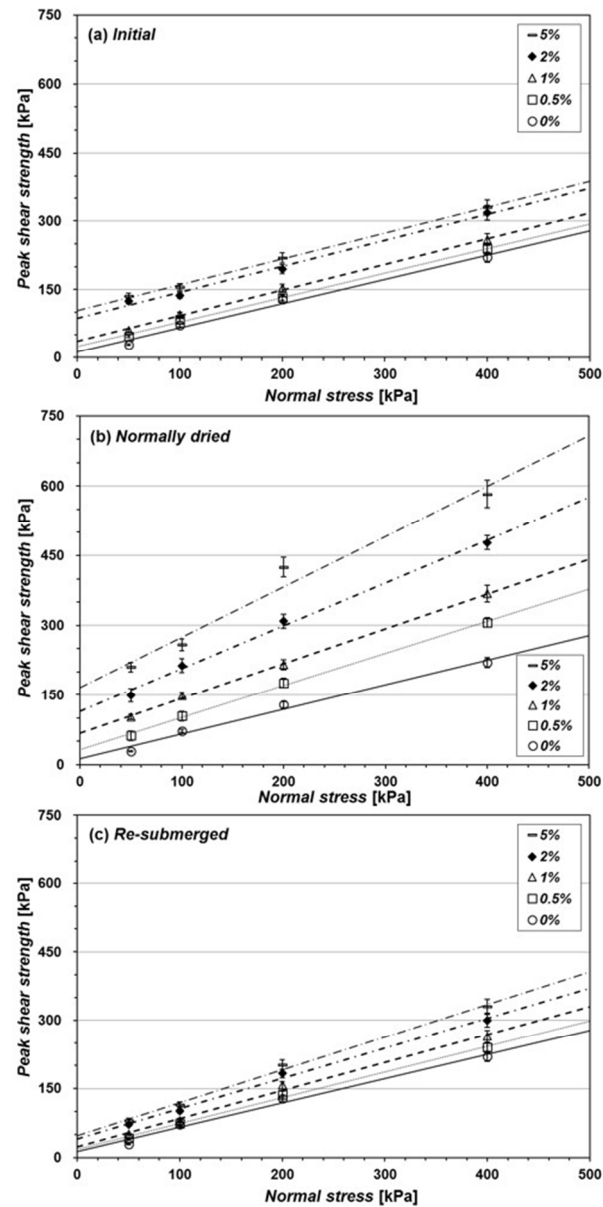 750
(a) Initial
5%
2%
600
1%
0.5%
0%
450
300
150
0
0 100 200 300 400 500
Normal stress [kPa]
Peak shear strength [kPa]
750
(b) Normally dried
600
450
300
5%
2%
150
1%
0.5%
0%
0
0 100 200 300 400 500
Normal stress [kPa]
Peak shear strength [kPa]
750
(c) Re-submerged
5%
2%
600
1%
0.5%
0%
450
300
150
0
0 100 200 300 400 500
Normal stress [kPa]
Peak shear strength [kPa]